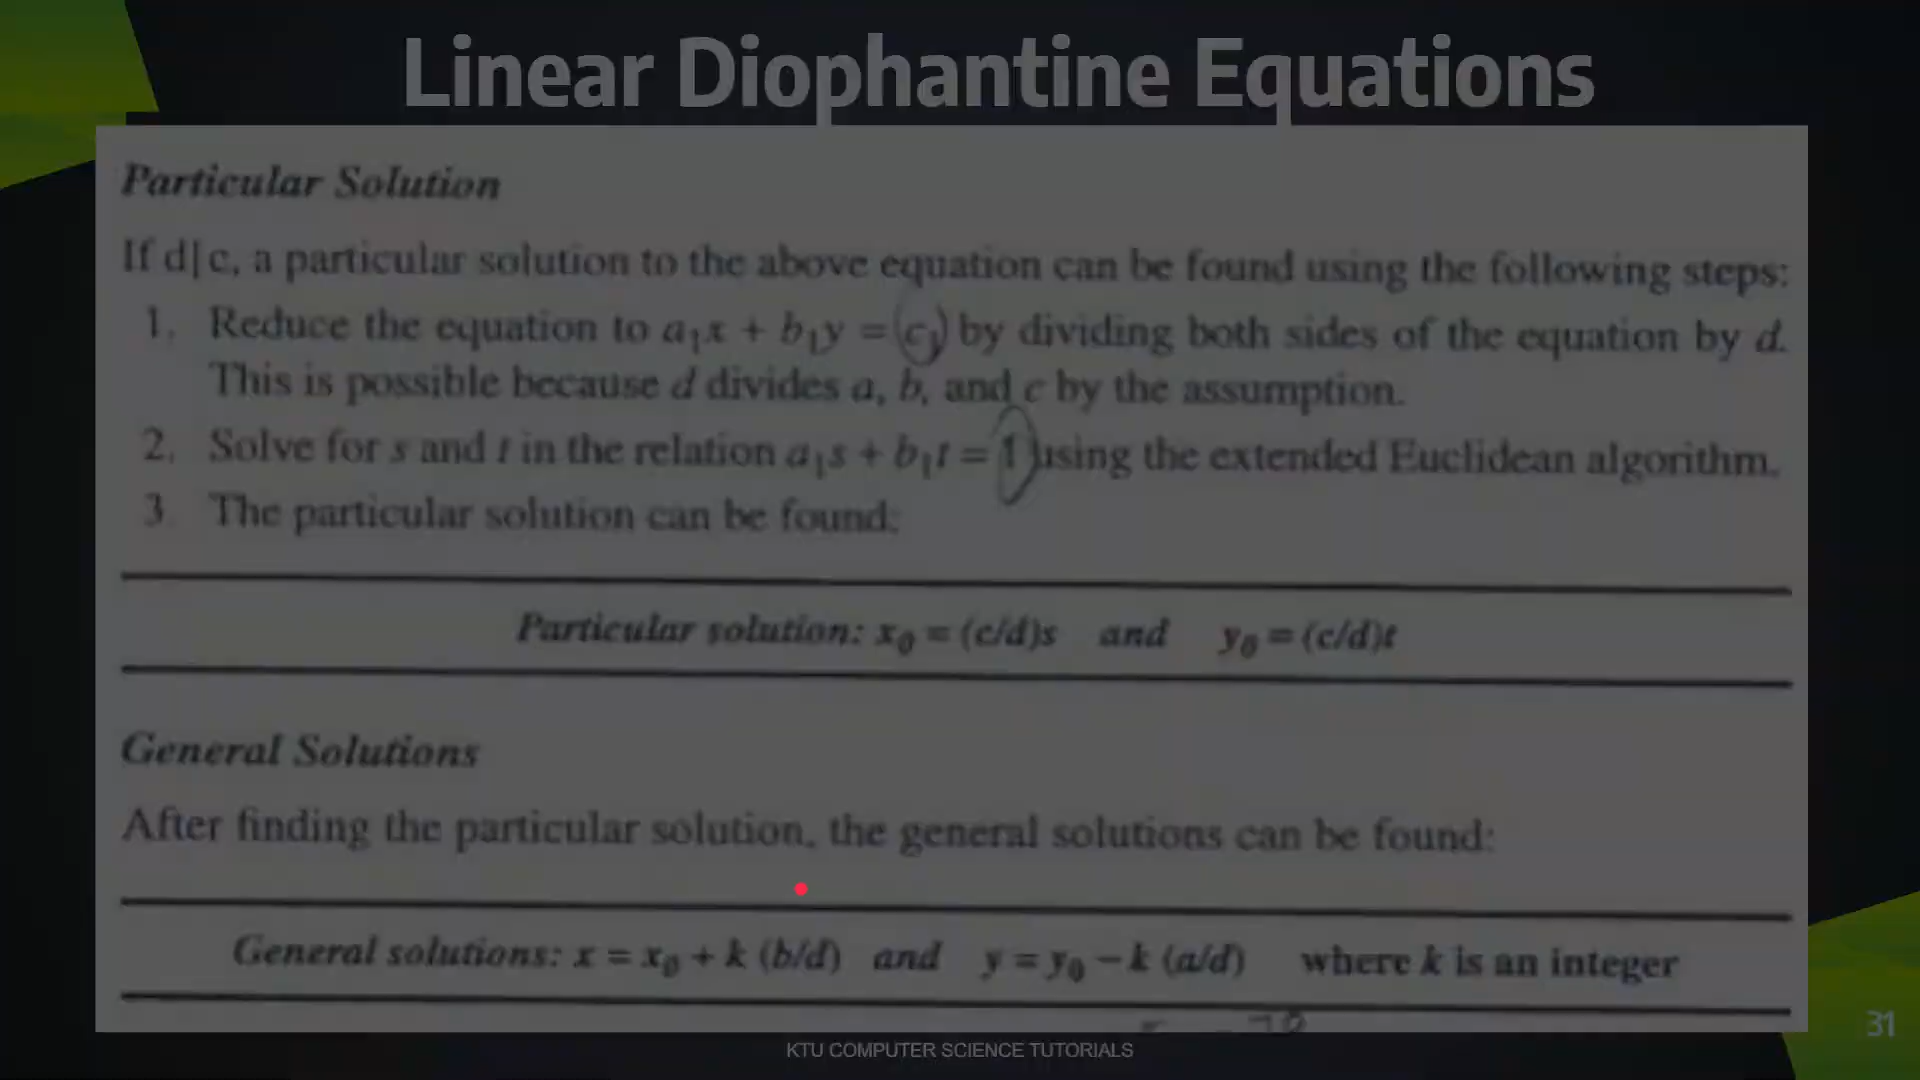 Linear Diophantine Equations
Particular Solution
If d|c, a particular solution to the above equation can be found using the following steps:
1. Reduce the equation to a₁x + b₁y = c₁ by dividing both sides of the equation by d.
This is possible because d divides a, b, and c by the assumption.
2. Solve for s and t in the relation a₁s + b₁t = 1 using the extended Euclidean algorithm.
3. The particular solution can be found:
Particular solution: x₀ = (c/d)s and y₀ = (c/d)t
General Solutions
After finding the particular solution, the general solutions can be found:
General solutions: x = x₀ + k (b/d) and y = y₀ − k (a/d) where k is an integer
KTU COMPUTER SCIENCE TUTORIALS
31